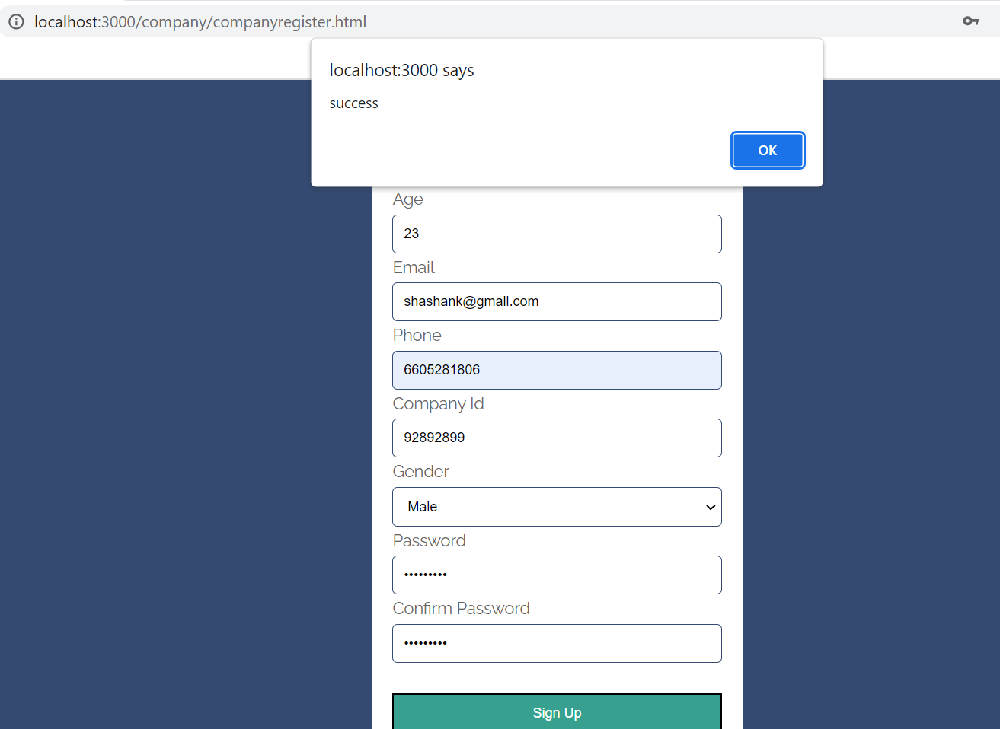 localhost:3000/company/companyregister.html
localhost:3000 says
success
OK
Age
23
Email
shashank@gmail.com
Phone
6605281806
Company Id
92892899
Gender
Male
Password
•••••••••
Confirm Password
•••••••••
Sign Up